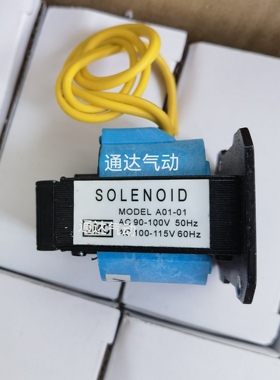 通达气动
SOLENOID
MODEL A01-01
AC 90-100V 50Hz
100-115V 60Hz